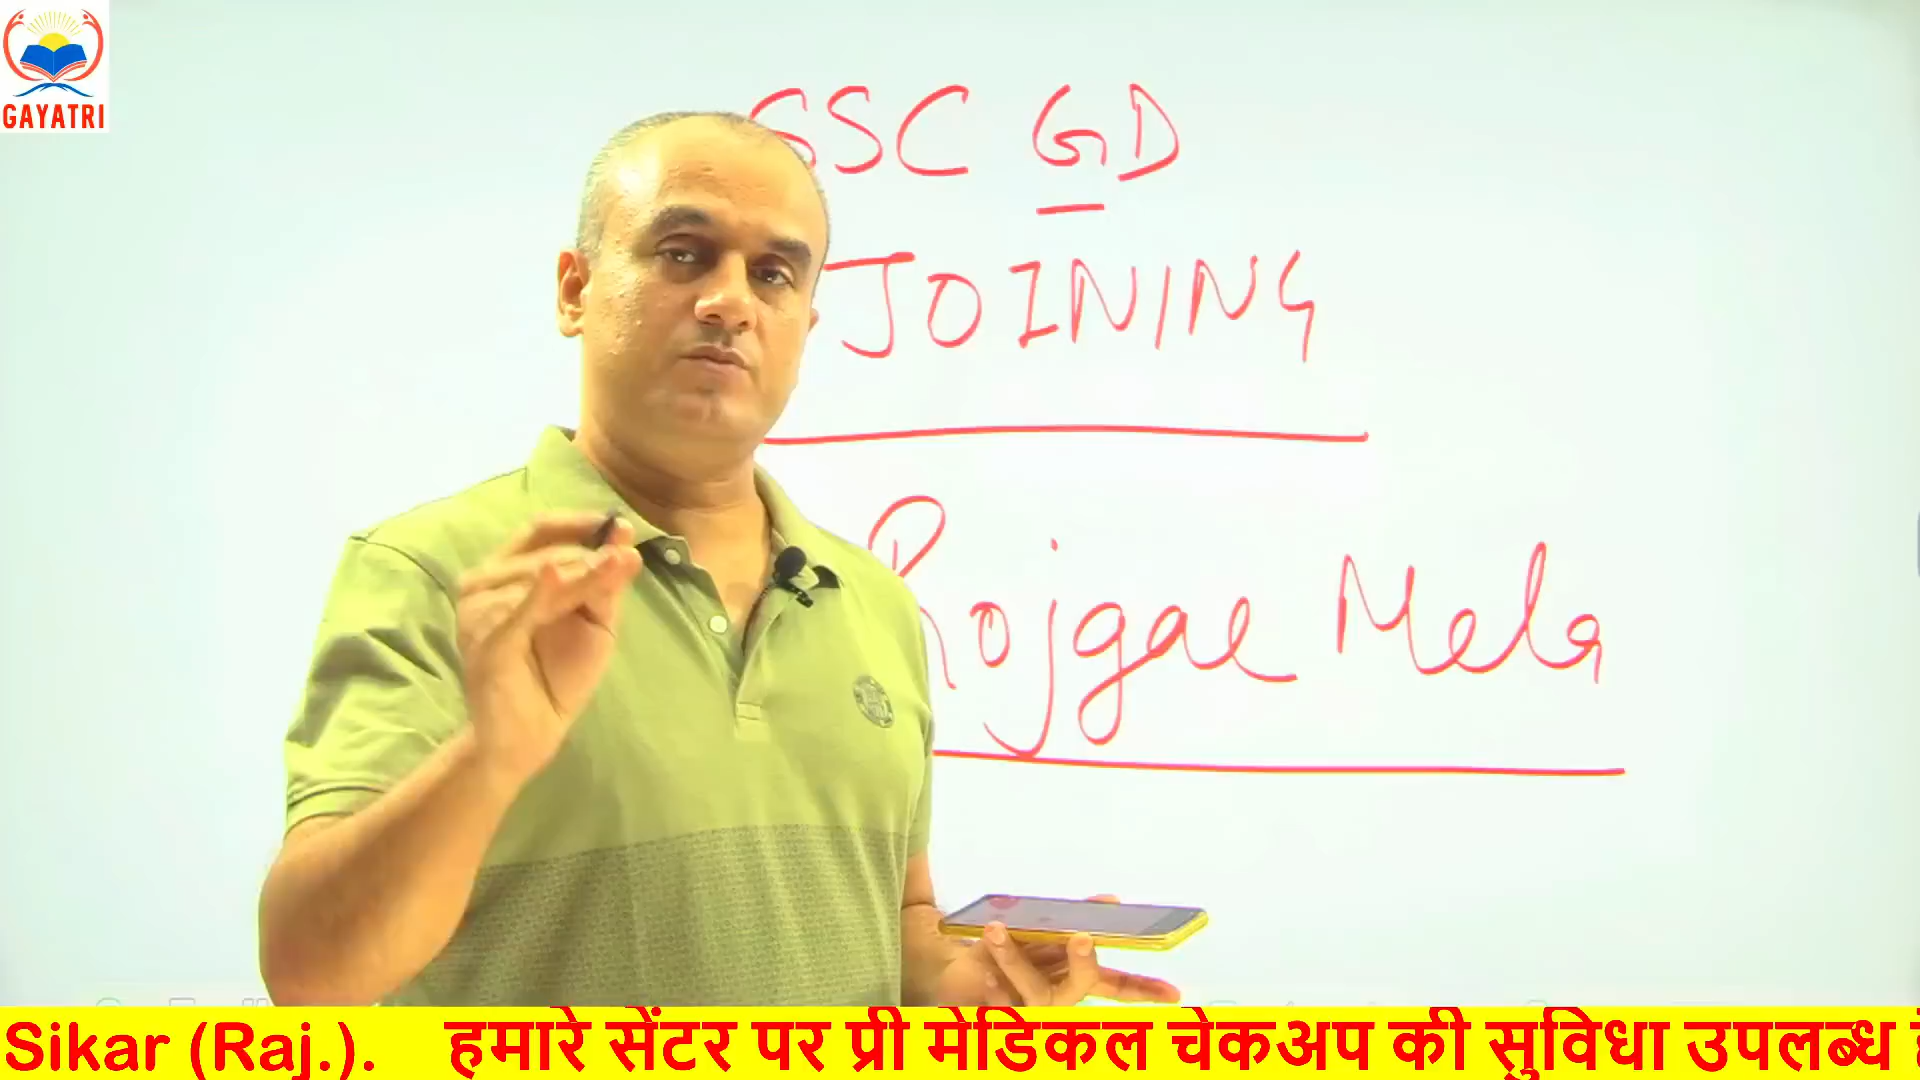 GAYATRI
SSC GD
JOINING
Rojgar Mela
Sikar (Raj.). हमारे सेंटर पर प्री मेडिकल चेकअप की सुविधा उपलब्ध